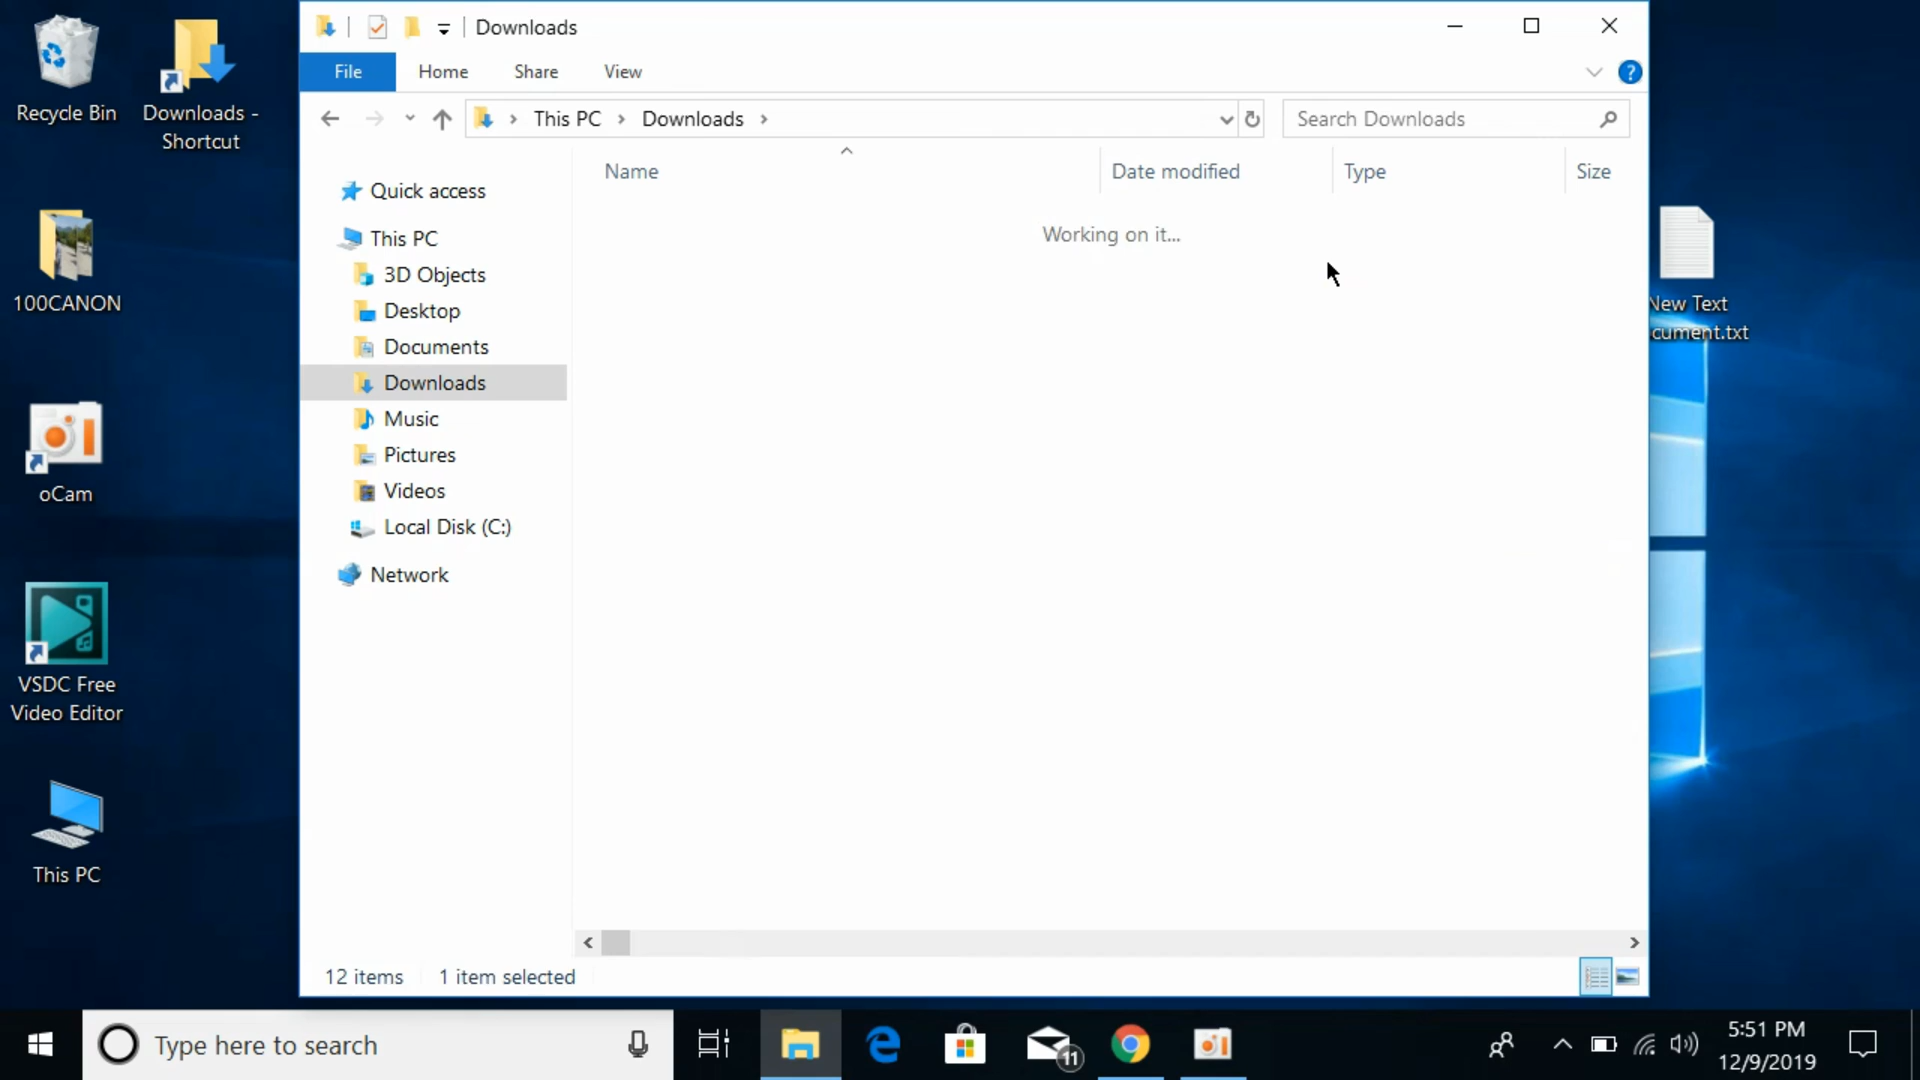 Recycle Bin
Downloads -
Shortcut
100CANON
oCam
VSDC Free
Video Editor
This PC
Downloads
File
Home
Share
View
?
This PC
Downloads
Search Downloads
Name
Date modified
Type
Size
Working on it...
Quick access
This PC
3D Objects
Desktop
Documents
Downloads
Music
Pictures
Videos
Local Disk (C:)
Network
12 items
1 item selected
New Text
cument.txt
Type here to search
11
5:51 PM
12/9/2019